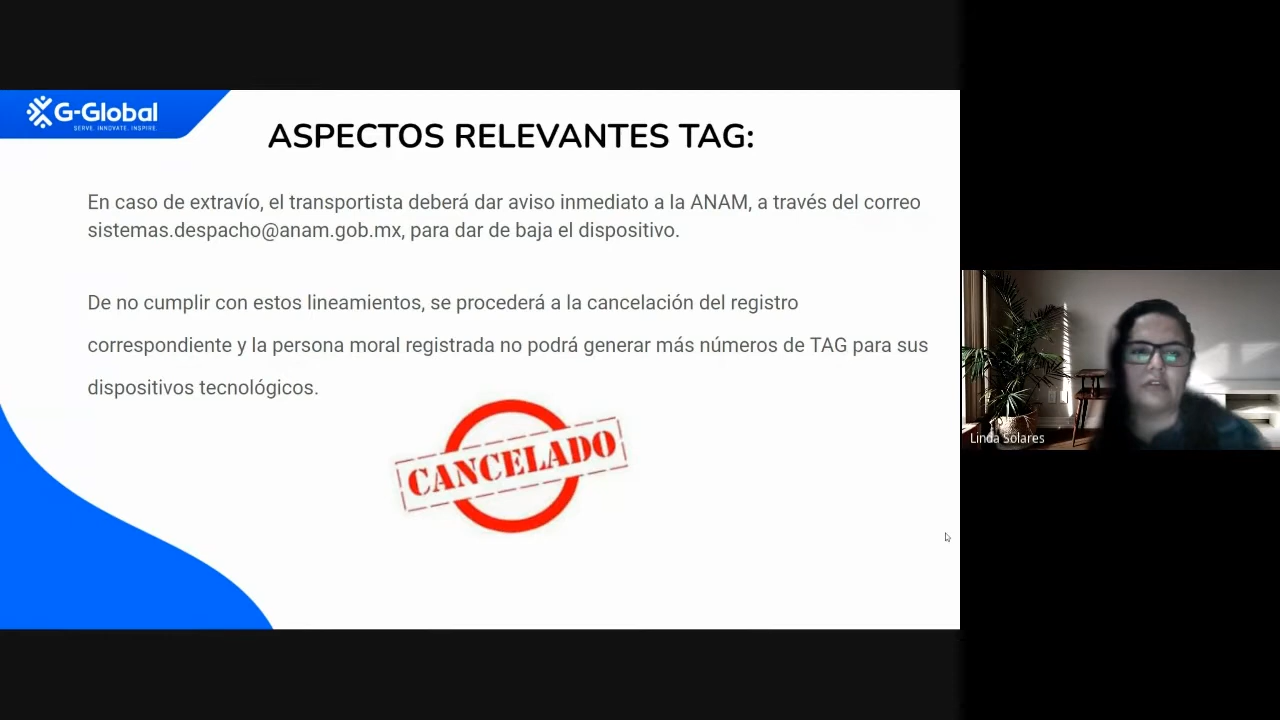 G-Global
SERVE. INNOVATE. INSPIRE.
ASPECTOS RELEVANTES TAG:
En caso de extravío, el transportista deberá dar aviso inmediato a la ANAM, a través del correo
sistemas.despacho@anam.gob.mx, para dar de baja el dispositivo.
De no cumplir con estos lineamientos, se procederá a la cancelación del registro
correspondiente y la persona moral registrada no podrá generar más números de TAG para sus
dispositivos tecnológicos.
CANCELADO
Linda Solares